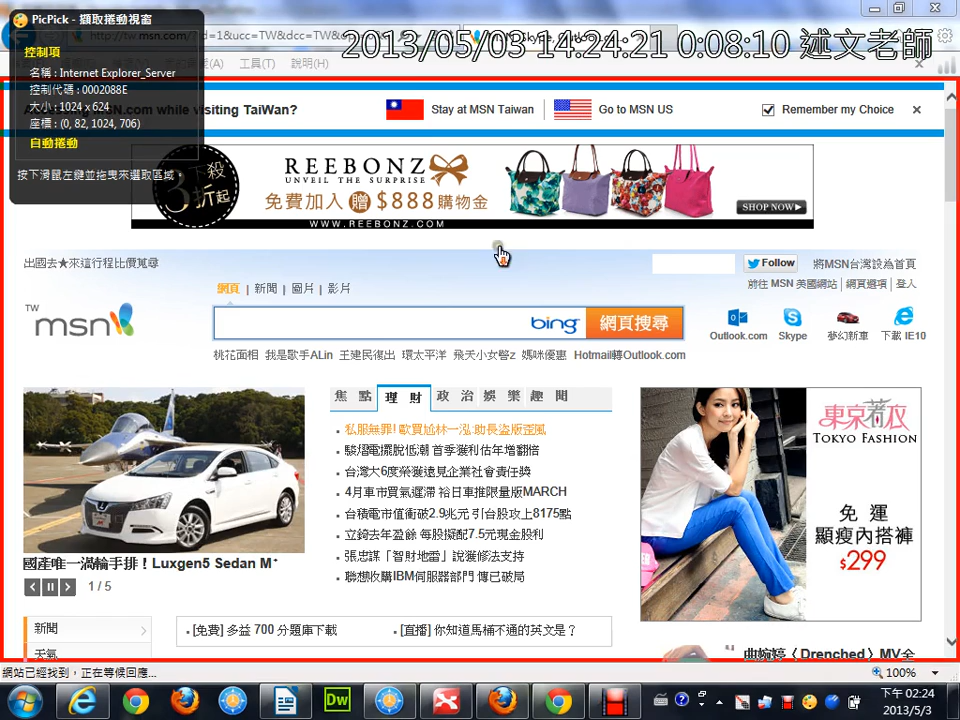 PicPick - 擷取捲動視窗
控制項
名稱 : Internet Explorer_Server
控制代碼 : 0002088E
大小 : 1024 x 624
座標 : (0, 82, 1024, 706)
自動捲動
按下滑鼠左鍵並拖曳來選取區域。
2013/05/03 14:24:21 0:08:10 述文老師
工具(T) 說明(H)
.com while visiting TaiWan?
Stay at MSN Taiwan
Go to MSN US
Remember my Choice
3下殺
折起
REEBONZ
UNVEIL THE SURPRISE
免費加入 贈 $888購物金
WWW.REEBONZ.COM
SHOP NOW
出國去★來這行程比價蒐尋
Follow
將MSN台灣設為首頁
前往 MSN 美國網站 | 網頁選項 | 登入
網頁 | 新聞 | 圖片 | 影片
TW
msn
bing
網頁搜尋
Outlook.com
Skype
夢幻新車
下載 IE10
桃花面相 我是歌手ALin 王建民復出 環太平洋 飛天小女警z 媽咪優惠 Hotmail轉Outlook.com
焦點 理財 政治 娛樂 趣聞
私服無罪! 歐買尬林一泓:助長盜版歪風
駿熠電擺脫低潮 首季獲利估年增翻倍
台灣大6度榮獲遠見企業社會責任獎
4月車市買氣遲滯 裕日車推限量版MARCH
台積電市值衝破2.9兆元 引台股攻上8175點
立錡去年盈餘 每股擬配7.5元現金股利
張忠謀「智財地雷」說獲修法支持
聯想收購IBM伺服器部門 傳已破局
東京著衣
TOKYO FASHION
免運
顯瘦內搭褲
$299
國產唯一渦輪手排！Luxgen5 Sedan M+
1 / 5
新聞
天氣
[免費] 多益 700 分題庫下載
[直播] 你知道馬桶不通的英文是？
曲婉婷《Drenched》MV全
網站已經找到，正在等候回應...
100%
Dw
下午 02:24
2013/5/3